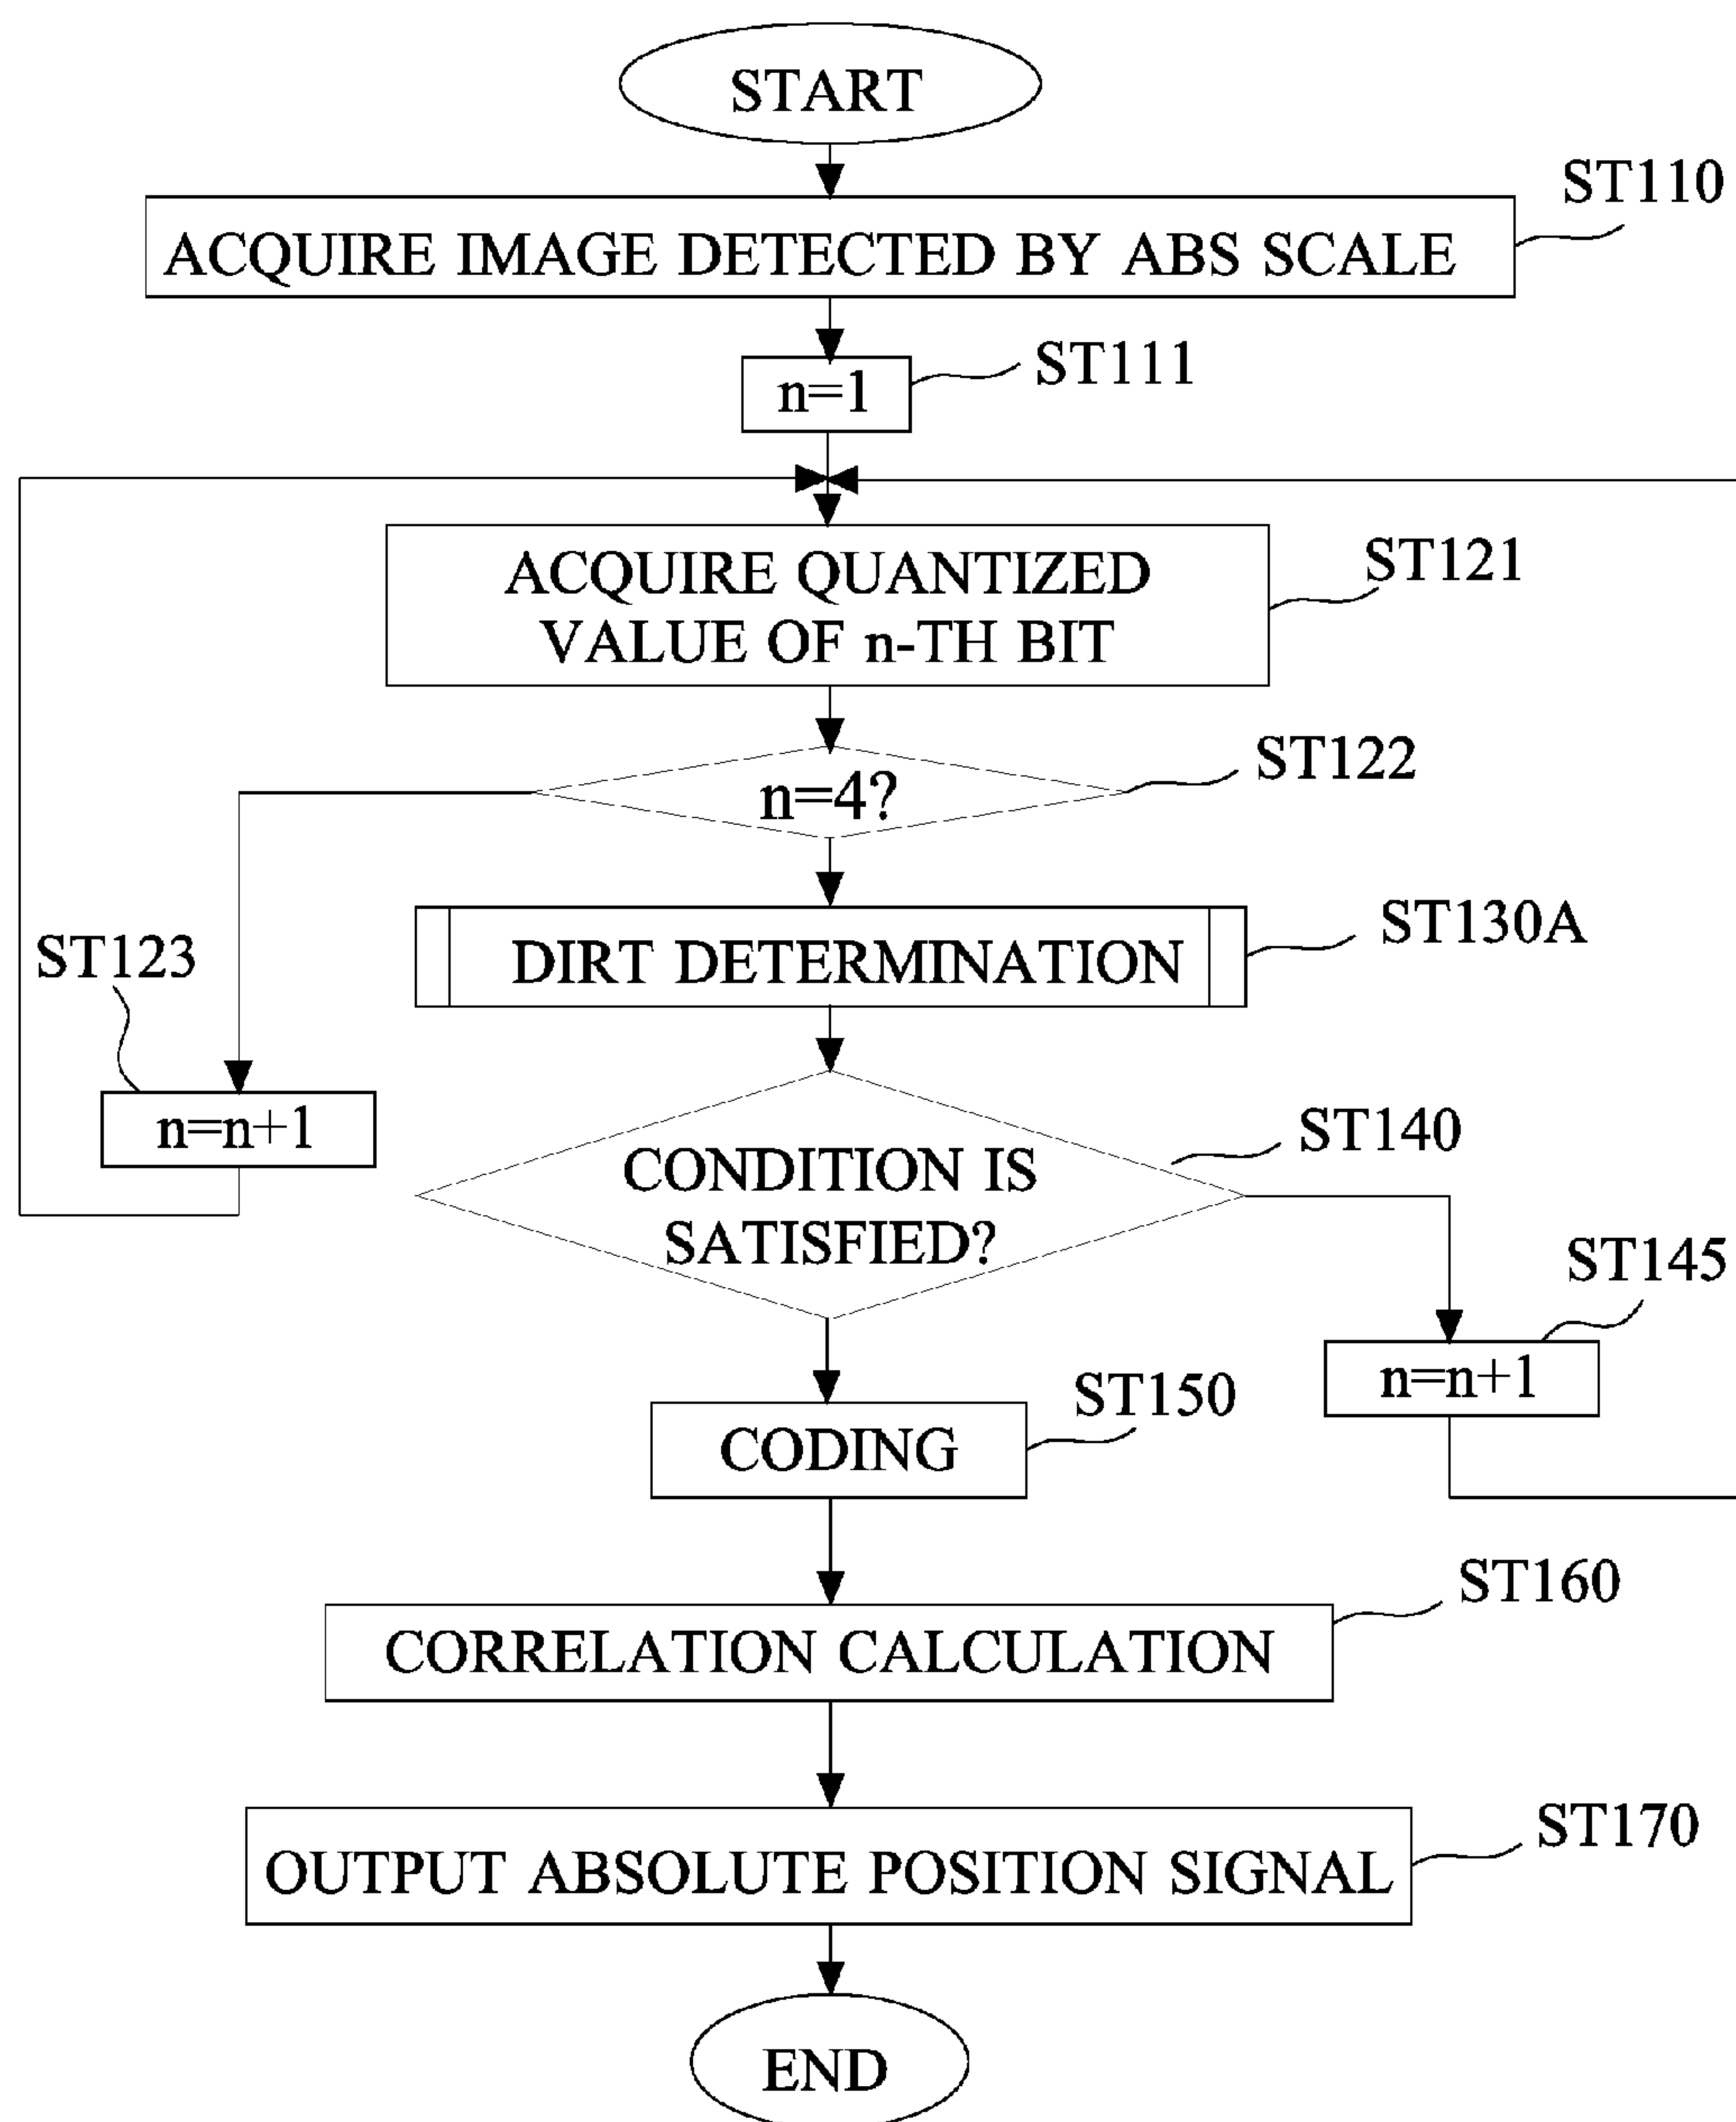 START
ST110
ACQUIRE IMAGE DETECTED BY ABS SCALE
ST111
n=1
ST121
ACQUIRE QUANTIZED
VALUE OF n-TH BIT
ST122
n=4?
ST130A
DIRT DETERMINATION
ST123
n=n+1
ST140
CONDITION IS
SATISFIED?
ST145
n=n+1
ST150
CODING
ST160
CORRELATION CALCULATION
ST170
OUTPUT ABSOLUTE POSITION SIGNAL
END